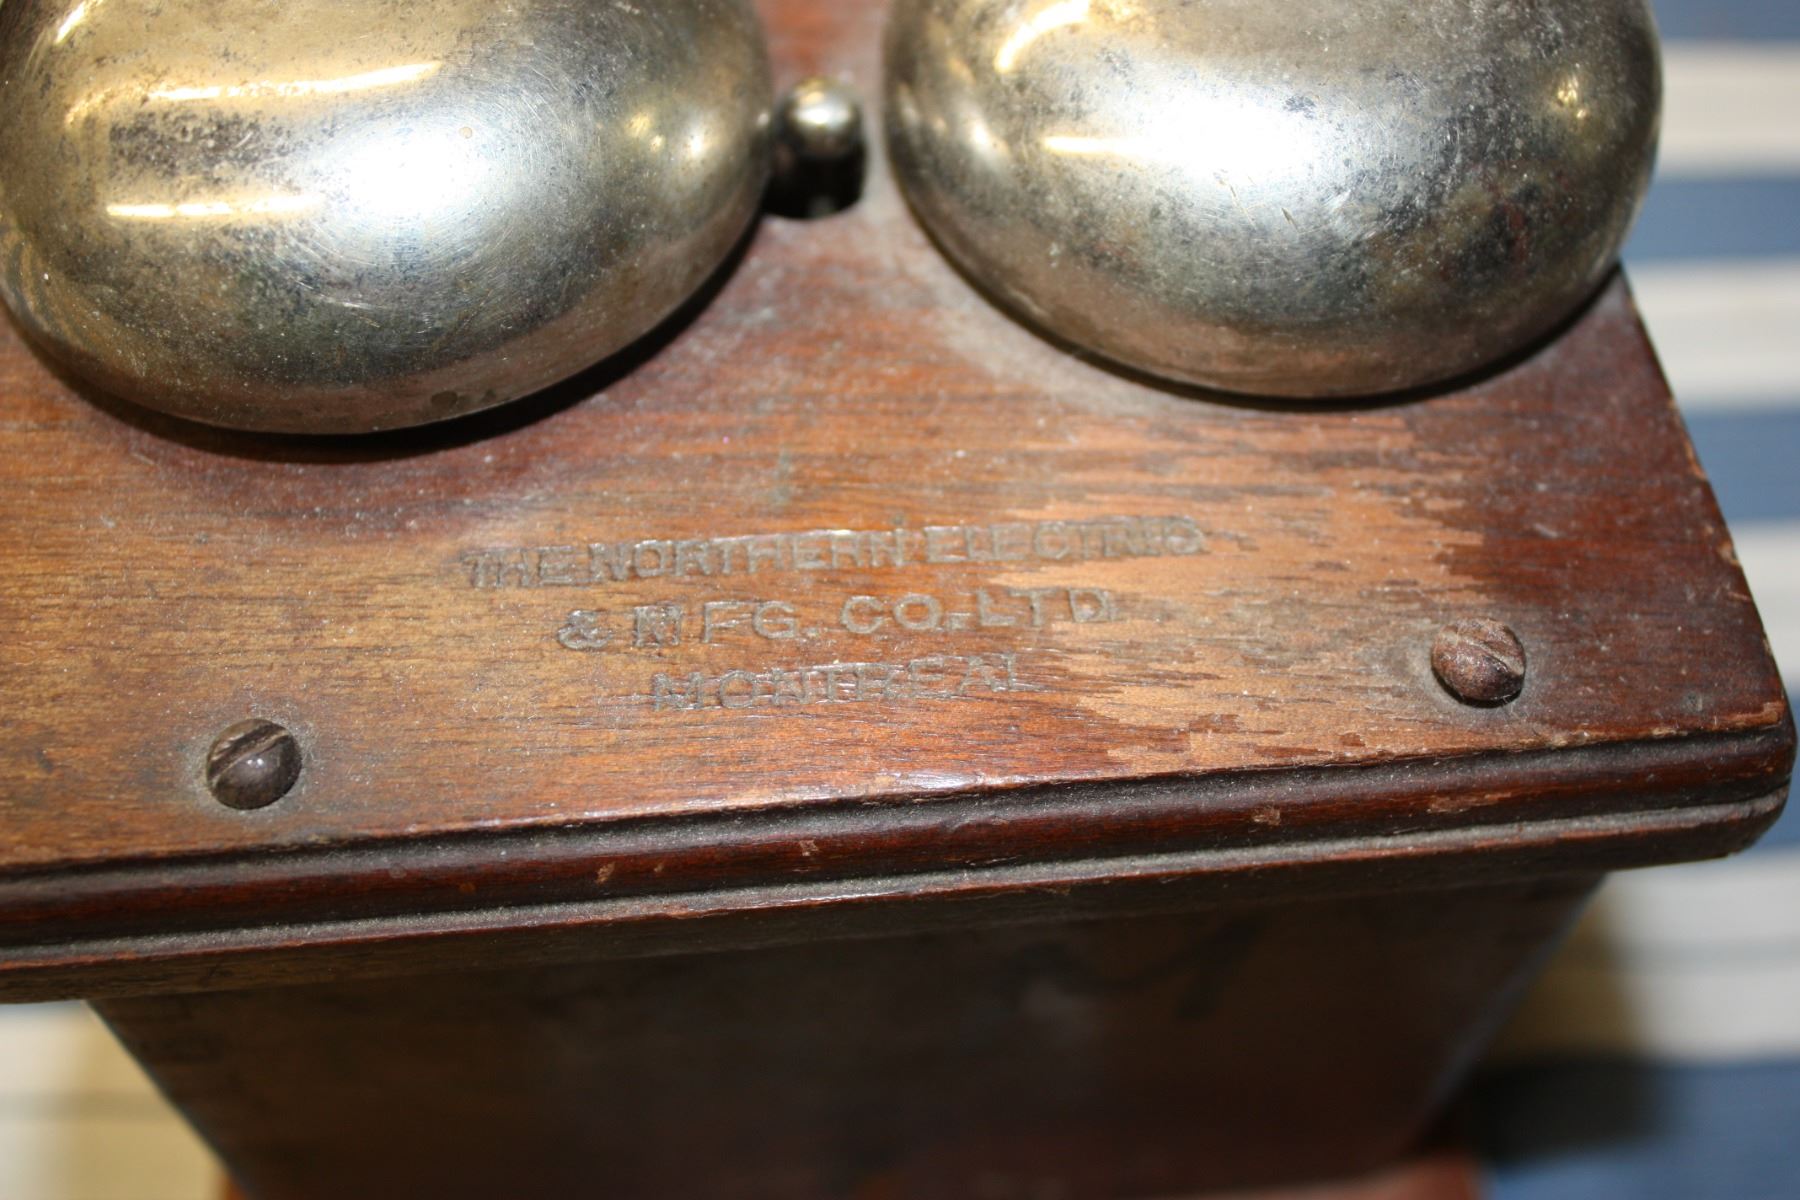 THE NORTHERN ELECTRIC
& MFG. CO. LTD
MONTREAL